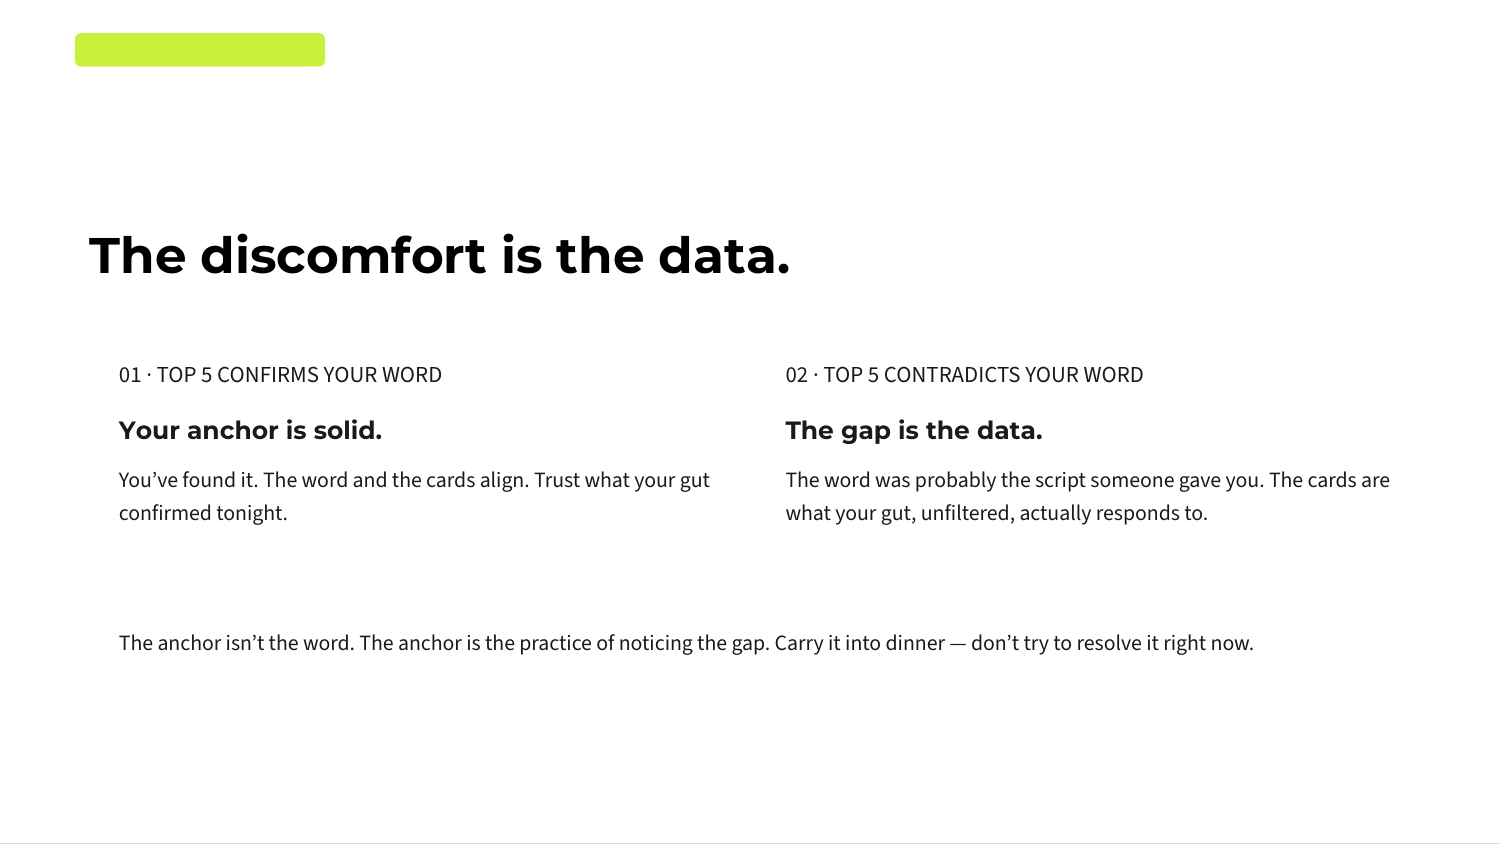 The discomfort is the data.
01 · TOP 5 CONFIRMS YOUR WORD
Your anchor is solid.
You’ve found it. The word and the cards align. Trust what your gut
confirmed tonight.
02 · TOP 5 CONTRADICTS YOUR WORD
The gap is the data.
The word was probably the script someone gave you. The cards are
what your gut, unfiltered, actually responds to.
The anchor isn’t the word. The anchor is the practice of noticing the gap. Carry it into dinner — don’t try to resolve it right now.